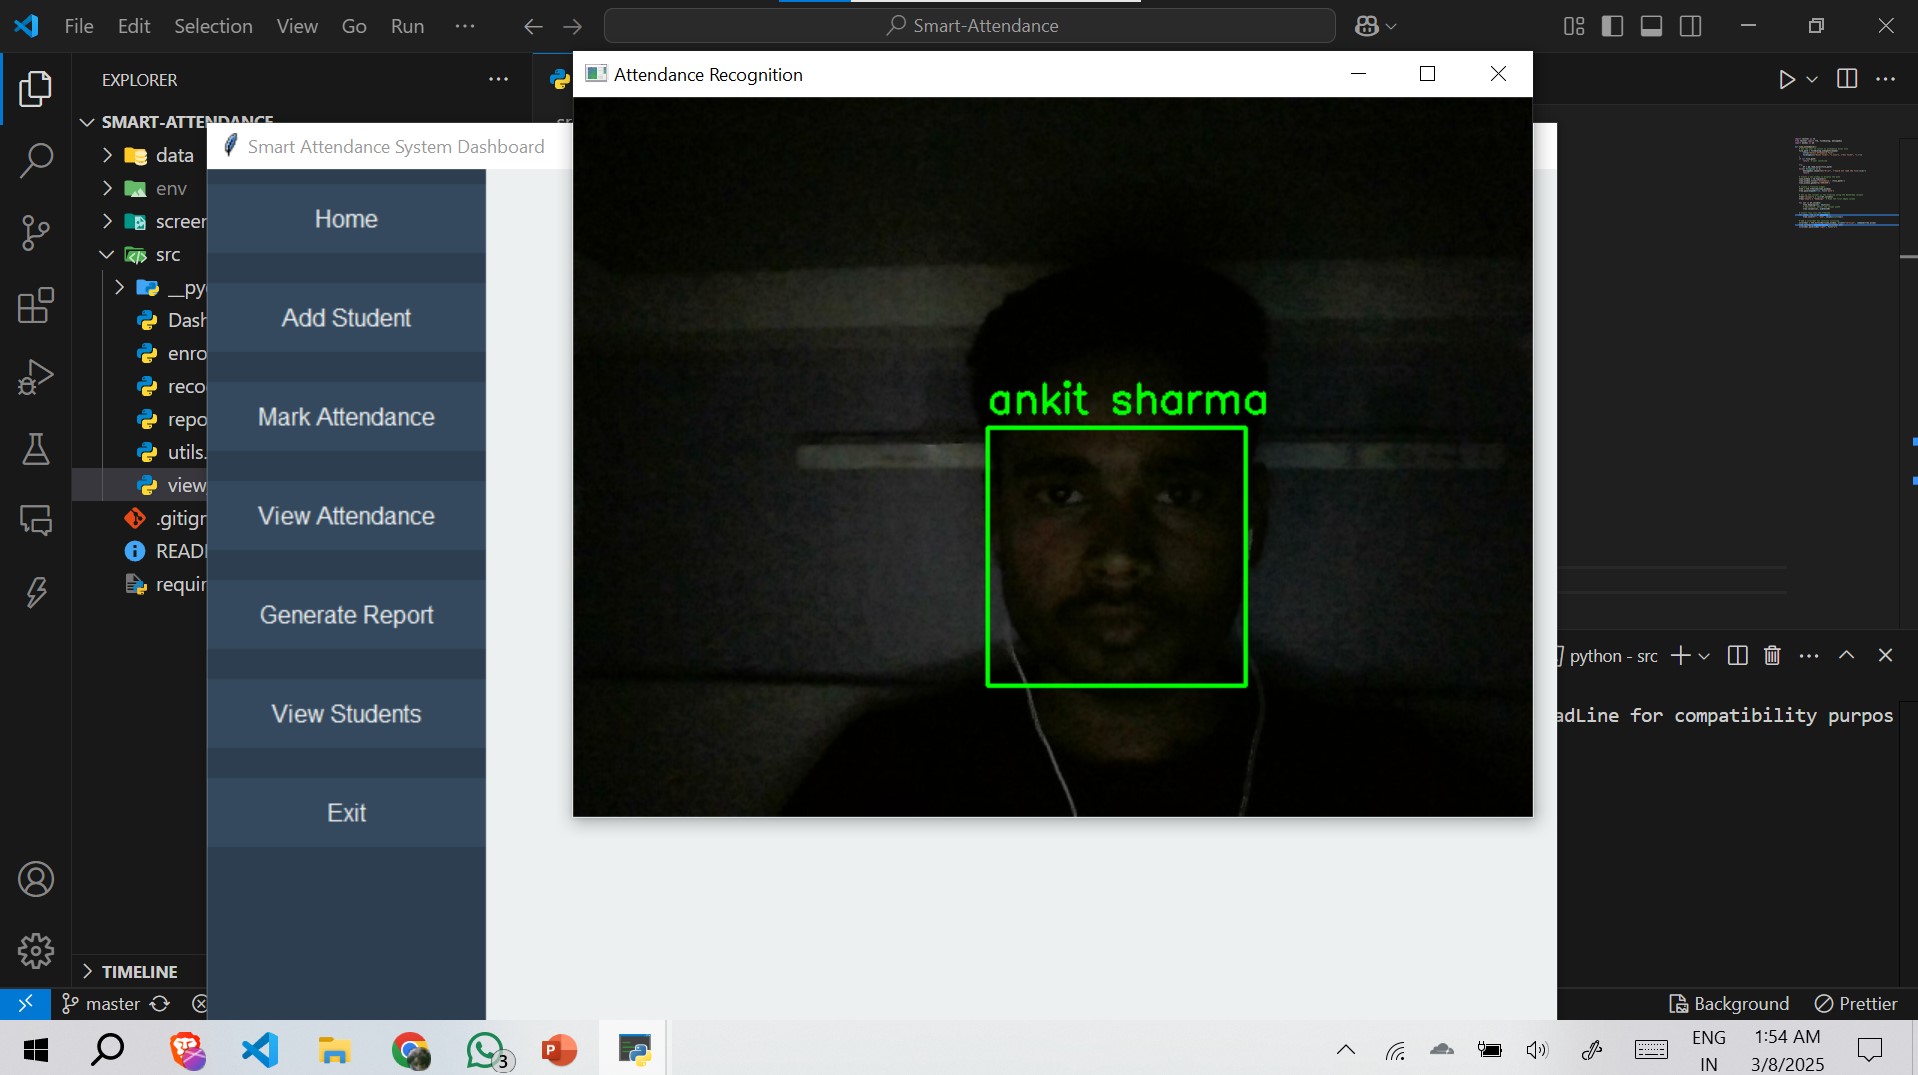 File Edit Selection View Go Run ...
Smart-Attendance
EXPLORER
SMART-ATTENDANCE
data
env
screen
src
__pyc
Dash
enro
reco
repo
utils.
view
.gitigr
READ
requir
TIMELINE
master
Smart Attendance System Dashboard
Home
Add Student
Mark Attendance
View Attendance
Generate Report
View Students
Exit
Attendance Recognition
ankit sharma
python - src
adLine for compatibility purpos
Background Prettier
3
P
ENG
IN
1:54 AM
3/8/2025